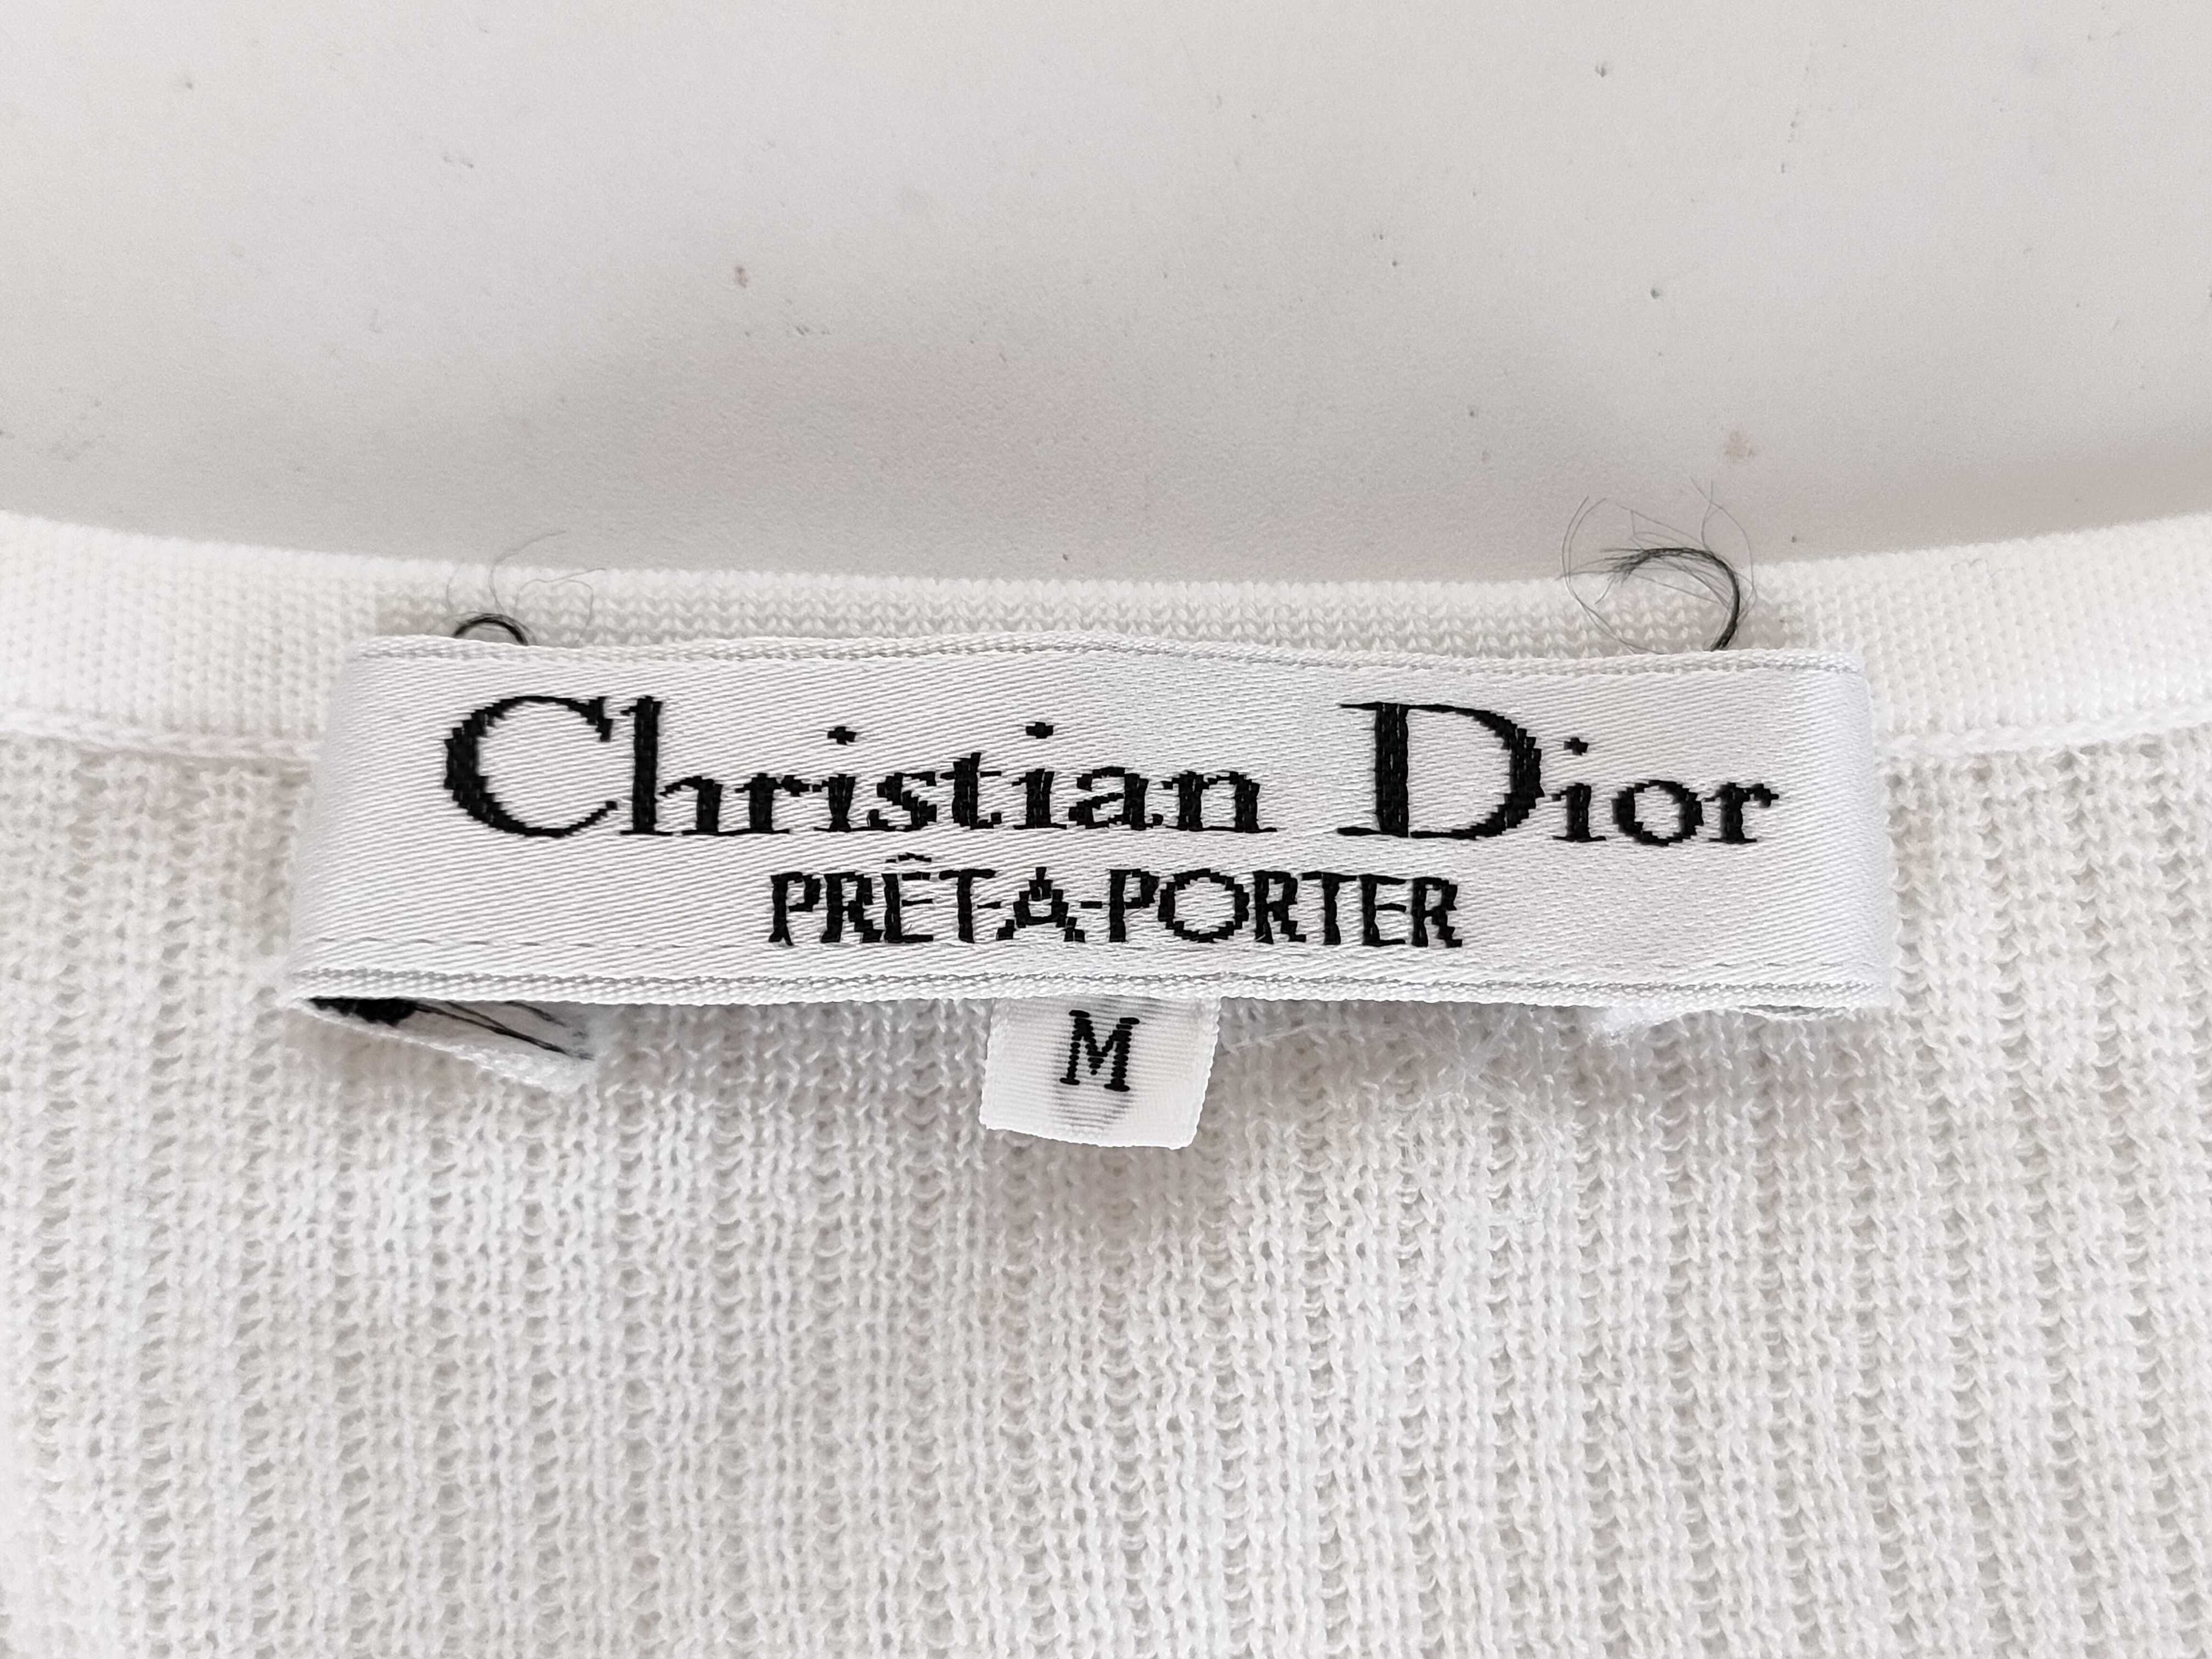 Christian Dior
PRÊT-À-PORTER
M